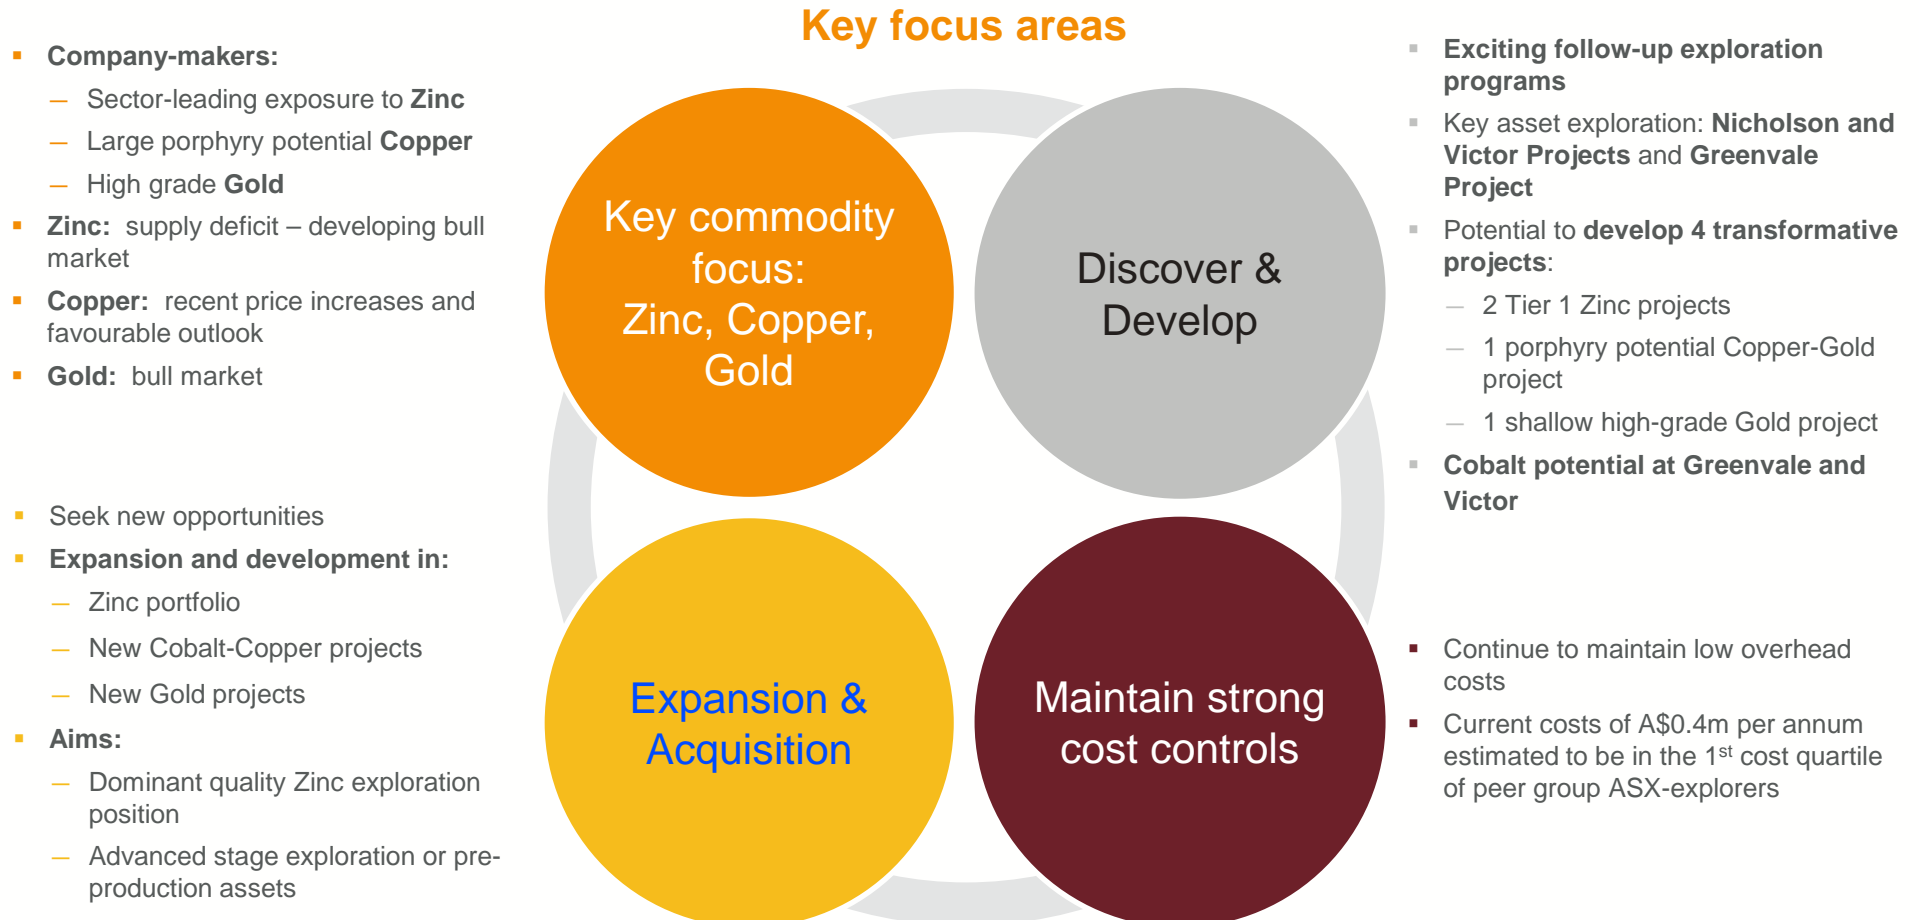 Key focus areas
▪ Company-makers:
— Sector-leading exposure to Zinc
— Large porphyry potential Copper
— High grade Gold
▪ Zinc: supply deficit – developing bull
market
▪ Copper: recent price increases and
favourable outlook
▪ Gold: bull market
Key commodity
focus:
Zinc, Copper,
Gold
Discover &
Develop
▪ Exciting follow-up exploration
programs
▪ Key asset exploration: Nicholson and
Victor Projects and Greenvale
Project
▪ Potential to develop 4 transformative
projects:
— 2 Tier 1 Zinc projects
— 1 porphyry potential Copper-Gold
project
— 1 shallow high-grade Gold project
▪ Cobalt potential at Greenvale and
Victor
▪ Seek new opportunities
▪ Expansion and development in:
— Zinc portfolio
— New Cobalt-Copper projects
— New Gold projects
▪ Aims:
— Dominant quality Zinc exploration
position
— Advanced stage exploration or pre-
production assets
Expansion &
Acquisition
Maintain strong
cost controls
▪ Continue to maintain low overhead
costs
▪ Current costs of A$0.4m per annum
estimated to be in the 1st cost quartile
of peer group ASX-explorers